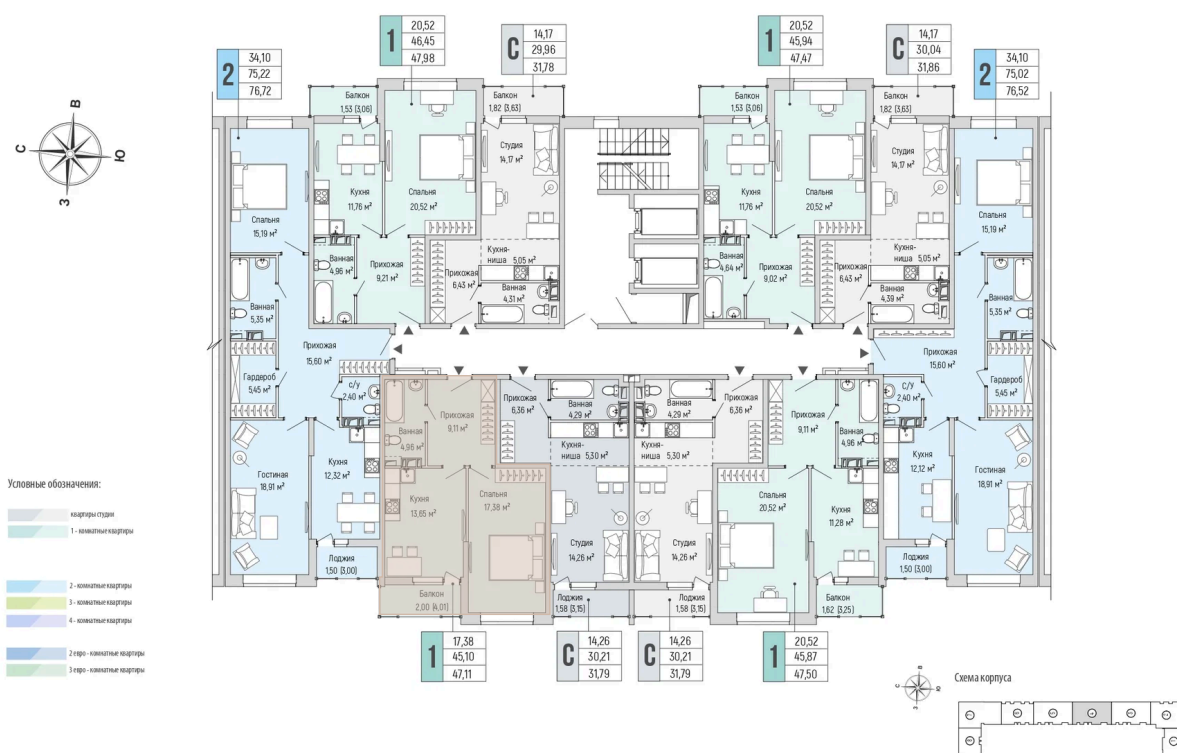 2
34,10
75,22
76,72
1
20,52
46,45
47,98
С
14,17
29,96
31,78
1
20,52
45,94
47,47
С
14,17
30,04
31,86
2
34,10
75,02
76,52
В
С
Ю
З
Балкон
1,53 (3,06)
Балкон
1,82 (3,63)
Балкон
1,53 (3,06)
Балкон
1,82 (3,63)
Спальня
15,19 м²
Кухня
11,76 м²
Спальня
20,52 м²
Студия
14,17 м²
Кухня
11,76 м²
Спальня
20,52 м²
Студия
14,17 м²
Спальня
15,19 м²
Ванная
4,96 м²
Прихожая
9,21 м²
Прихожая
6,43 м²
Кухня-
ниша 5,05 м²
Ванная
4,31 м²
Ванная
4,64 м²
Прихожая
9,02 м²
Прихожая
6,43 м²
Кухня-
ниша 5,05 м²
Ванная
4,39 м²
Ванная
5,35 м²
Ванная
5,35 м²
Прихожая
15,60 м²
Прихожая
15,60 м²
Гардероб
5,45 м²
С/У
2,40 м²
Ванная
4,96 м²
Прихожая
9,11 м²
Прихожая
6,36 м²
Ванная
4,29 м²
Ванная
4,29 м²
Прихожая
6,36 м²
Прихожая
9,11 м²
Ванная
4,96 м²
С/У
2,40 м²
Гардероб
5,45 м²
Кухня-
ниша 5,30 м²
Кухня-
ниша 5,30 м²
Гостиная
18,91 м²
Кухня
12,32 м²
Кухня
13,65 м²
Спальня
17,38 м²
Студия
14,26 м²
Студия
14,26 м²
Спальня
20,52 м²
Кухня
11,28 м²
Кухня
12,12 м²
Гостиная
18,91 м²
Лоджия
1,50 (3,00)
Балкон
2,00 (4,01)
Лоджия
1,58 (3,15)
Лоджия
1,58 (3,15)
Балкон
1,62 (3,25)
Лоджия
1,50 (3,00)
1
17,38
45,10
47,11
С
14,26
30,21
31,79
С
14,26
30,21
31,79
1
20,52
45,87
47,50
Условные обозначения:
квартиры студии
1 - комнатные квартиры
2 - комнатные квартиры
3 - комнатные квартиры
4 - комнатные квартиры
2 евро - комнатные квартиры
3 евро - комнатные квартиры
В
С
Ю
З
Схема корпуса